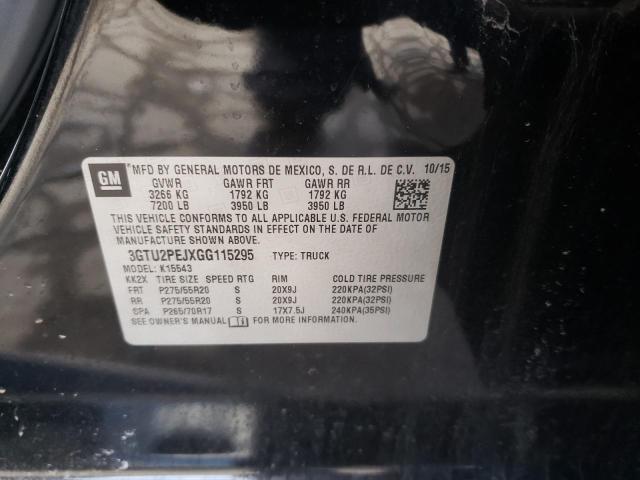 GM
MFD BY GENERAL MOTORS DE MEXICO, S. DE R.L. DE C.V. 10/15
GVWR GAWR FRT GAWR RR
3266 KG 1792 KG 1792 KG
7200 LB 3950 LB 3950 LB
THIS VEHICLE CONFORMS TO ALL APPLICABLE U.S. FEDERAL MOTOR
VEHICLE SAFETY STANDARDS IN EFFECT ON THE DATE OF
MANUFACTURE SHOWN ABOVE.
3GTU2PEJXGG115295 TYPE: TRUCK
MODEL: K15543
KK2X TIRE SIZE SPEED RTG RIM COLD TIRE PRESSURE
FRT P275/55R20 S 20X9J 220KPA(32PSI)
RR P275/55R20 S 20X9J 220KPA(32PSI)
SPA P265/70R17 S 17X7.5J 240KPA(35PSI)
SEE OWNER'S MANUAL FOR MORE INFORMATION.